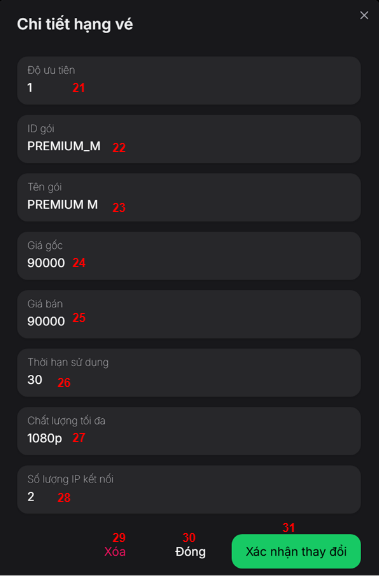 Chi tiết hạng vé
Độ ưu tiên
1 21
ID gói
PREMIUM_M 22
Tên gói
PREMIUM M 23
Giá gốc
90000 24
Giá bán
90000 25
Thời hạn sử dụng
30 26
Chất lượng tối đa
1080p 27
Số lượng IP kết nối
2 28
29 30 31
Xóa Đóng Xác nhận thay đổi